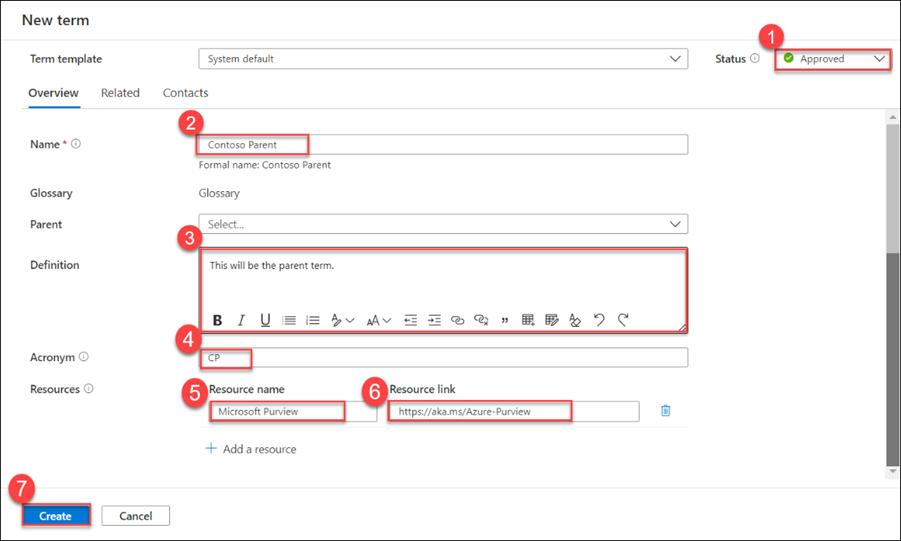 New term
Term template
System default
Status
1
Approved
Overview
Related
Contacts
2
Name *
Contoso Parent
Formal name: Contoso Parent
Glossary
Glossary
Parent
Select...
3
Definition
This will be the parent term.
B I U A AA ”
4
Acronym
CP
Resources
5
Resource name
6
Resource link
Microsoft Purview
https://aka.ms/Azure-Purview
+ Add a resource
7
Create
Cancel